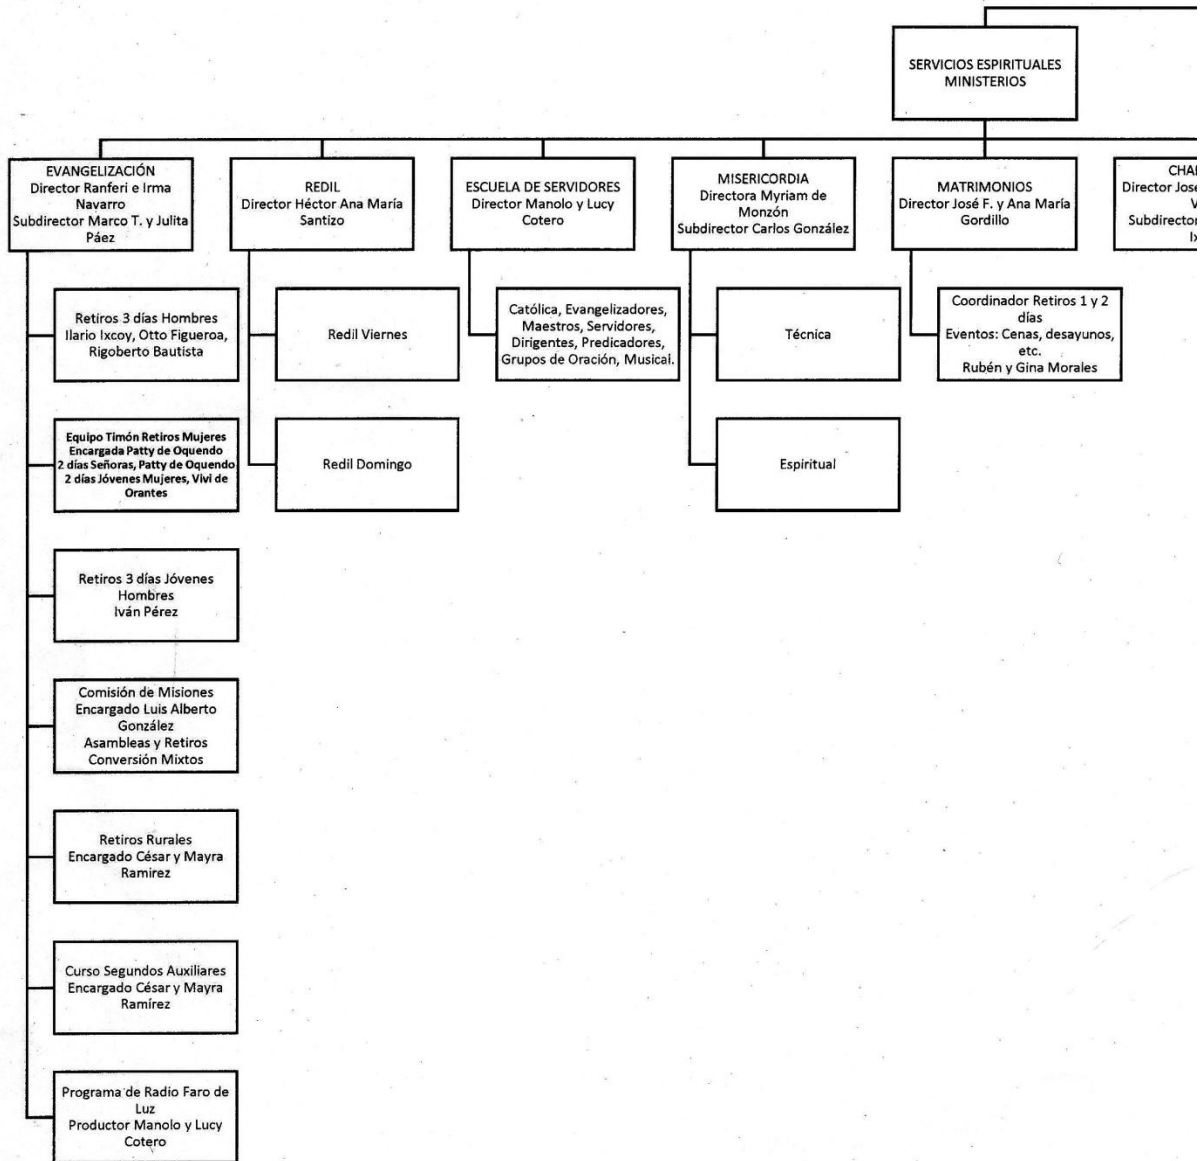 SERVICIOS ESPIRITUALES
MINISTERIOS
EVANGELIZACIÓN
Director Ranferi e Irma
Navarro
Subdirector Marco T. y Julita
Páez
REDIL
Director Héctor Ana María
Santizo
ESCUELA DE SERVIDORES
Director Manolo y Lucy
Cotero
MISERICORDIA
Directora Myriam de
Monzón
Subdirector Carlos González
MATRIMONIOS
Director José F. y Ana María
Gordillo
Director José
Subdirector
Retiros 3 días Hombres
Ilario Ixcoy, Otto Figueroa,
Rigoberto Bautista
Equipo Timón Retiros Mujeres
Encargada Patty de Oquendo
2 días Señoras, Patty de Oquendo
2 días Jóvenes Mujeres, Vivi de
Orantes
Retiros 3 días Jóvenes
Hombres
Iván Pérez
Comisión de Misiones
Encargado Luis Alberto
González
Asambleas y Retiros
Conversión Mixtos
Retiros Rurales
Encargado César y Mayra
Ramirez
Curso Segundos Auxiliares
Encargado César y Mayra
Ramírez
Programa de Radio Faro de
Luz
Productor Manolo y Lucy
Cotero
Redil Viernes
Redil Domingo
Católica, Evangelizadores,
Maestros, Servidores,
Dirigentes, Predicadores,
Grupos de Oración, Musical.
Técnica
Espiritual
Coordinador Retiros 1 y 2
días
Eventos: Cenas, desayunos,
etc.
Rubén y Gina Morales